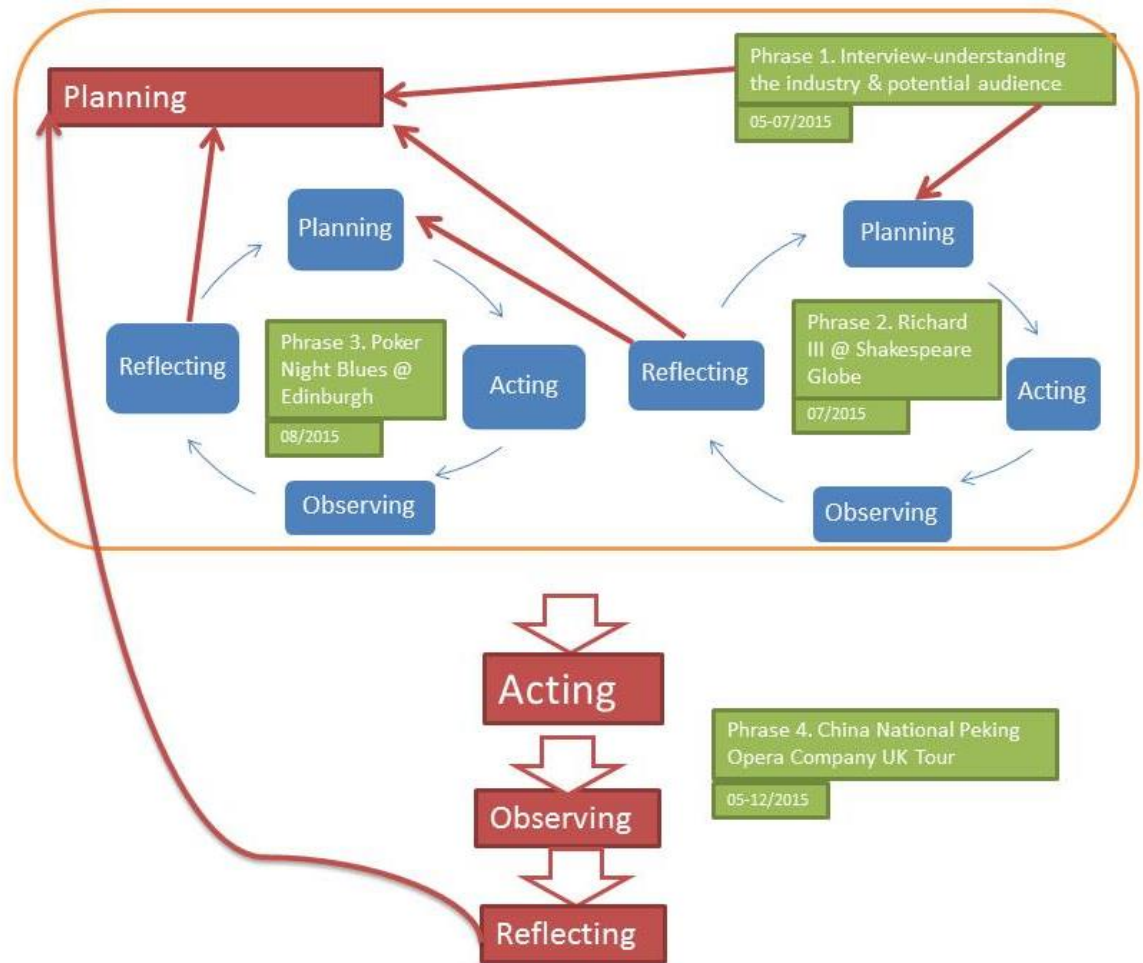 Planning
Phrase 1. Interview-understanding
the industry & potential audience
05-07/2015
Planning
Reflecting
Phrase 3. Poker
Night Blues @
Edinburgh
08/2015
Acting
Observing
Planning
Reflecting
Phrase 2. Richard
III @ Shakespeare
Globe
07/2015
Acting
Observing
Acting
Phrase 4. China National Peking
Opera Company UK Tour
05-12/2015
Observing
Reflecting